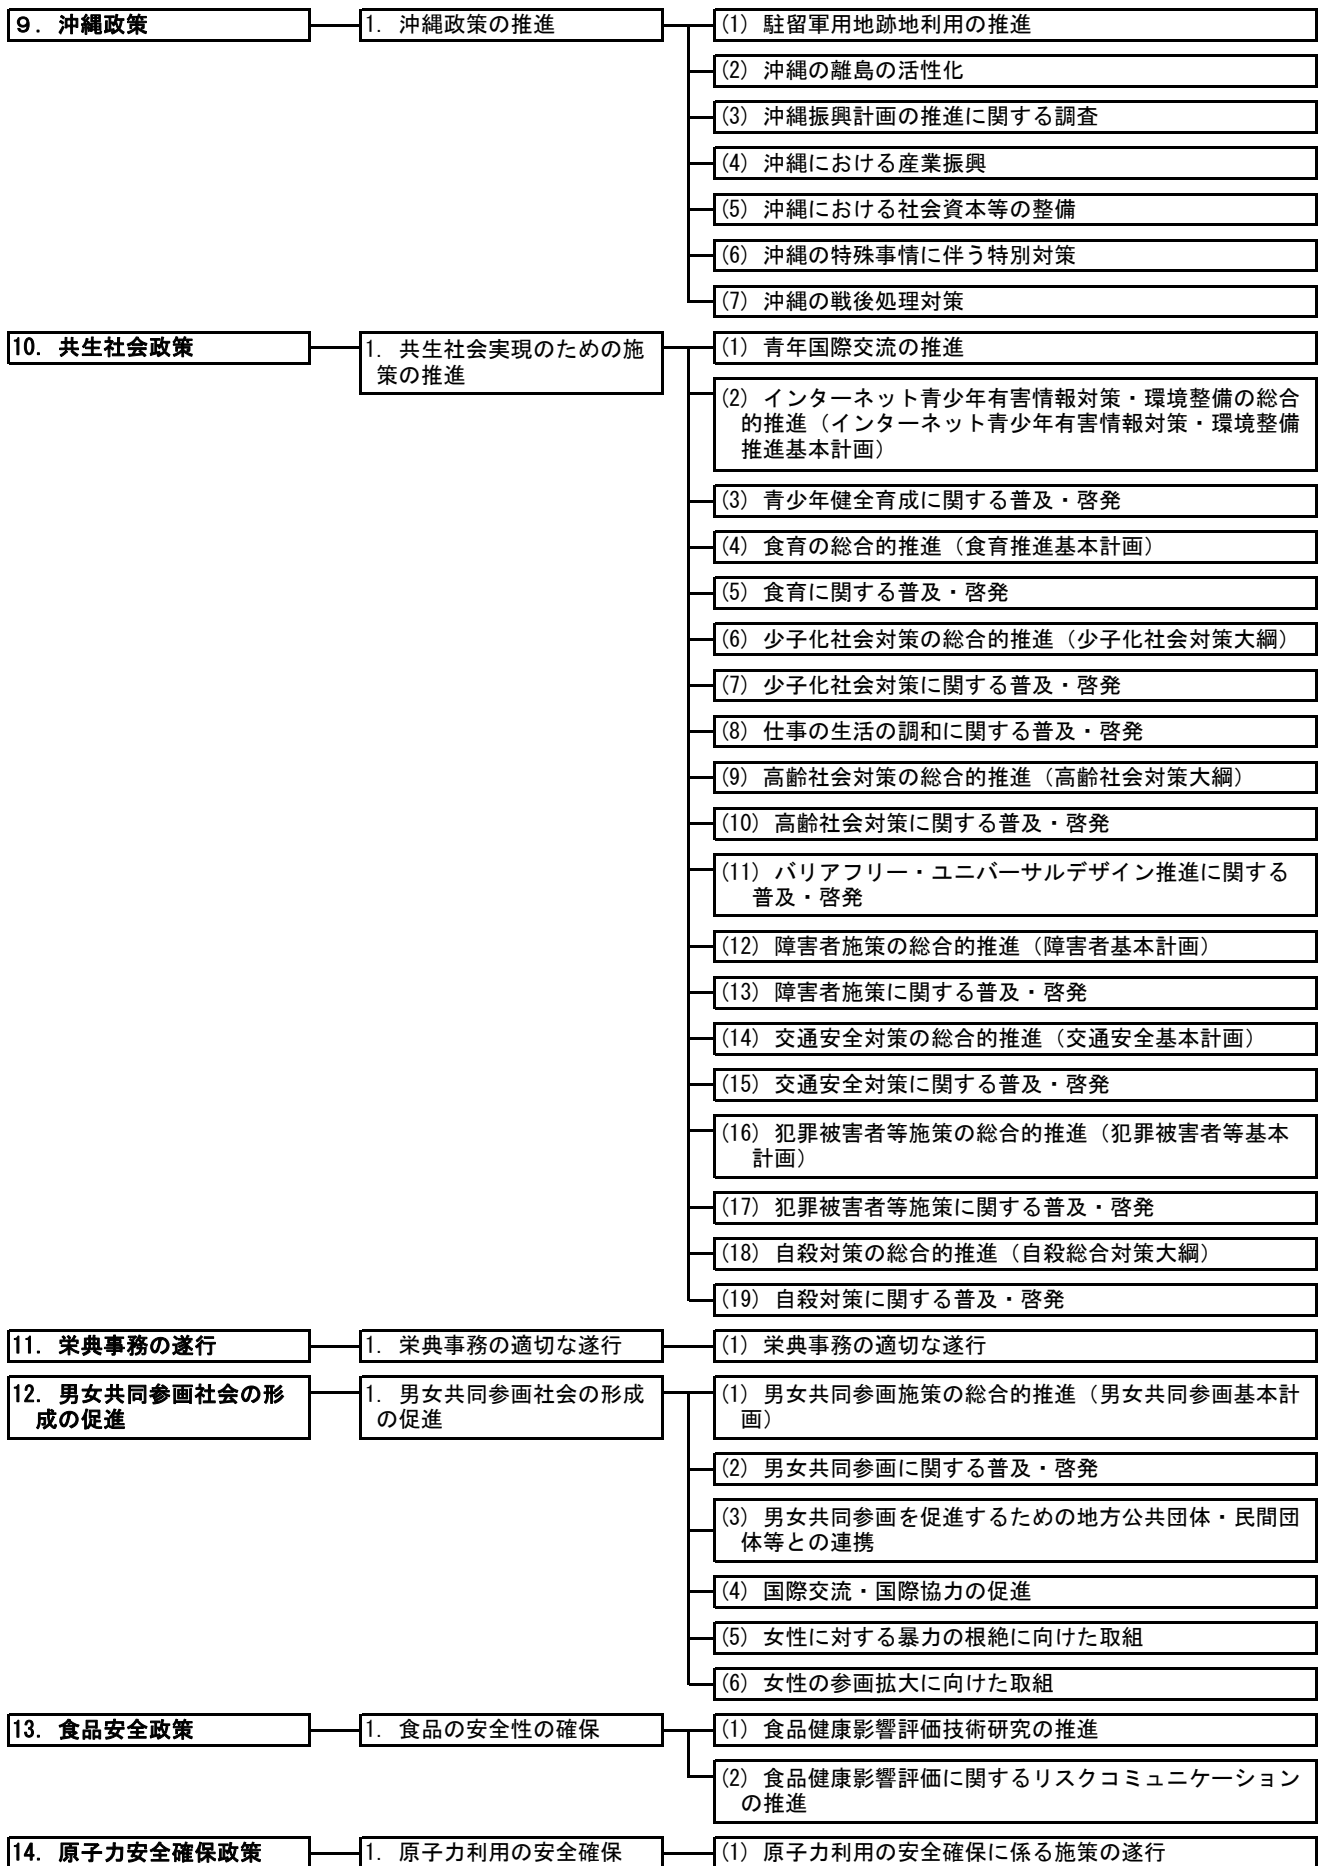 ９．沖縄政策
1. 沖縄政策の推進
(1) 駐留軍用地跡地利用の推進
(2) 沖縄の離島の活性化
(3) 沖縄振興計画の推進に関する調査
(4) 沖縄における産業振興
(5) 沖縄における社会資本等の整備
(6) 沖縄の特殊事情に伴う特別対策
(7) 沖縄の戦後処理対策
10. 共生社会政策
1. 共生社会実現のための施
策の推進
(1) 青年国際交流の推進
(2) インターネット青少年有害情報対策・環境整備の総合
的推進（インターネット青少年有害情報対策・環境整備
推進基本計画）
(3) 青少年健全育成に関する普及・啓発
(4) 食育の総合的推進（食育推進基本計画）
(5) 食育に関する普及・啓発
(6) 少子化社会対策の総合的推進（少子化社会対策大綱）
(7) 少子化社会対策に関する普及・啓発
(8) 仕事の生活の調和に関する普及・啓発
(9) 高齢社会対策の総合的推進（高齢社会対策大綱）
(10) 高齢社会対策に関する普及・啓発
(11) バリアフリー・ユニバーサルデザイン推進に関する
普及・啓発
(12) 障害者施策の総合的推進（障害者基本計画）
(13) 障害者施策に関する普及・啓発
(14) 交通安全対策の総合的推進（交通安全基本計画）
(15) 交通安全対策に関する普及・啓発
(16) 犯罪被害者等施策の総合的推進（犯罪被害者等基本
計画）
(17) 犯罪被害者等施策に関する普及・啓発
(18) 自殺対策の総合的推進（自殺総合対策大綱）
(19) 自殺対策に関する普及・啓発
11. 栄典事務の遂行
1. 栄典事務の適切な遂行
(1) 栄典事務の適切な遂行
12. 男女共同参画社会の形
成の促進
1. 男女共同参画社会の形成
の促進
(1) 男女共同参画施策の総合的推進（男女共同参画基本計
画）
(2) 男女共同参画に関する普及・啓発
(3) 男女共同参画を促進するための地方公共団体・民間団
体等との連携
(4) 国際交流・国際協力の促進
(5) 女性に対する暴力の根絶に向けた取組
(6) 女性の参画拡大に向けた取組
13. 食品安全政策
1. 食品の安全性の確保
(1) 食品健康影響評価技術研究の推進
(2) 食品健康影響評価に関するリスクコミュニケーション
の推進
14. 原子力安全確保政策
1. 原子力利用の安全確保
(1) 原子力利用の安全確保に係る施策の遂行